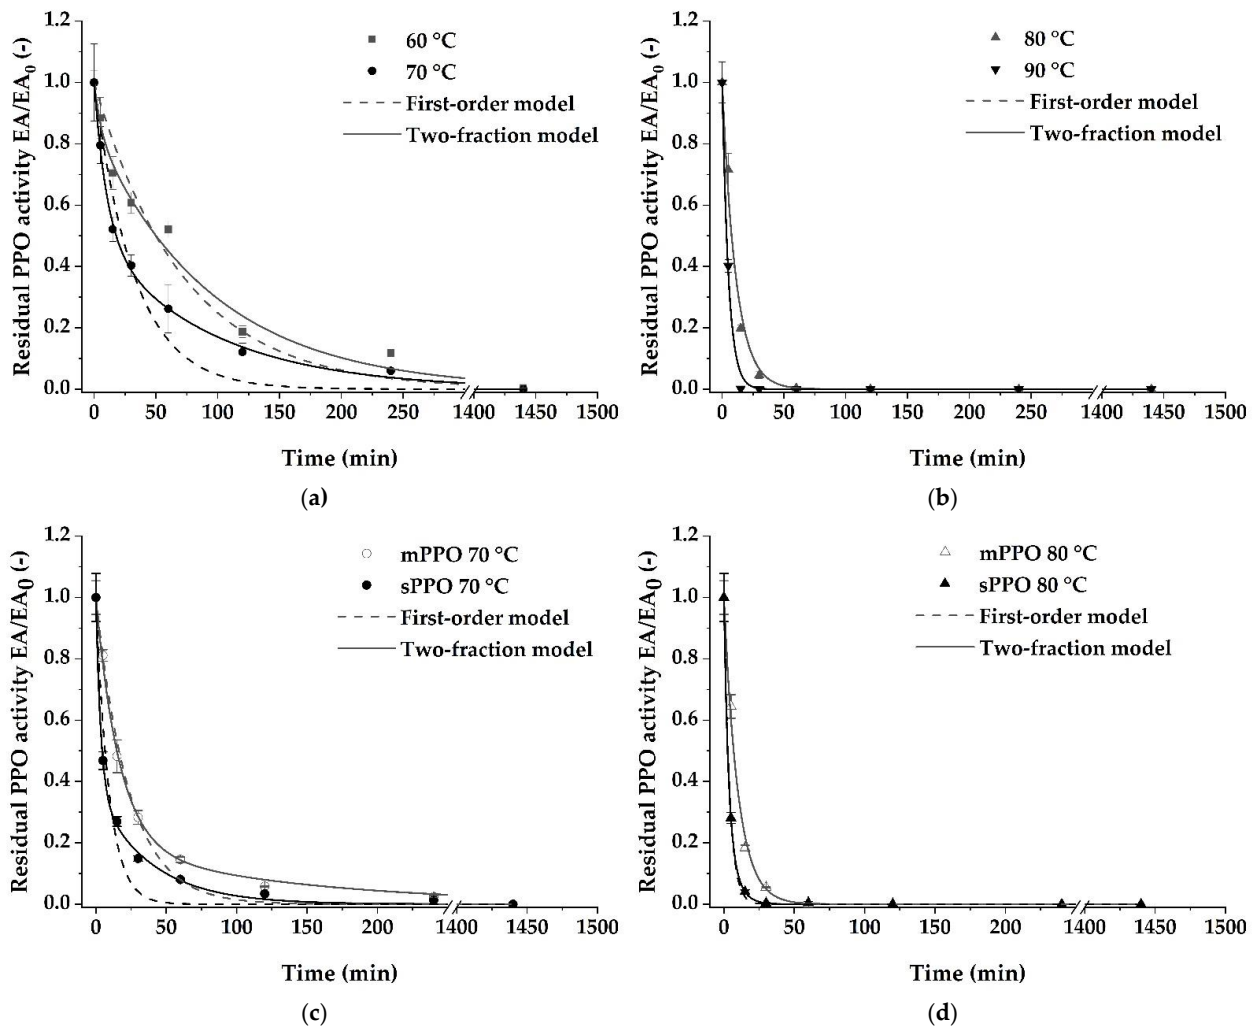 Residual PPO activity EA/EA0 (-)
1.2
1.0
0.8
0.6
0.4
0.2
0.0
60 °C
70 °C
First-order model
Two-fraction model
0 50 100 150 200 250 1400 1500
Time (min)
(a)
Residual PPO activity EA/EA0 (-)
1.2
1.0
0.8
0.6
0.4
0.2
0.0
80 °C
90 °C
First-order model
Two-fraction model
0 50 100 150 200 250 1400 1500
Time (min)
(b)
Residual PPO activity EA/EA0 (-)
1.2
1.0
0.8
0.6
0.4
0.2
0.0
mPPO 70 °C
sPPO 70 °C
First-order model
Two-fraction model
0 50 100 150 200 1400 1450 1500
Time (min)
(c)
Residual PPO activity EA/EA0 (-)
1.2
1.0
0.8
0.6
0.4
0.2
0.0
mPPO 80 °C
sPPO 80 °C
First-order model
Two-fraction model
0 50 100 150 200 1400 1450 1500
Time (min)
(d)